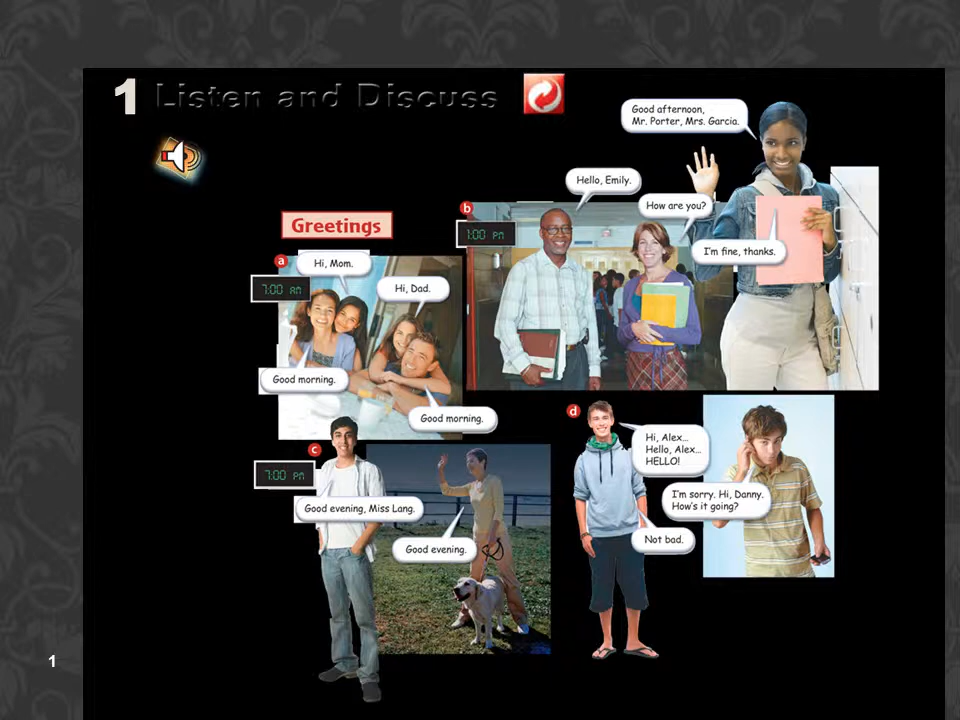 1 Listen and Discuss
Good afternoon,
Mr. Porter, Mrs. Garcia.
Hello, Emily.
How are you?
I'm fine, thanks.
Greetings
b
1:00 PM
a
7:00 AM
Hi, Mom.
Hi, Dad.
Good morning.
Good morning.
c
7:00 PM
Good evening, Miss Lang.
Good evening.
d
Hi, Alex...
Hello, Alex...
HELLO!
I'm sorry. Hi, Danny.
How's it going?
Not bad.
1